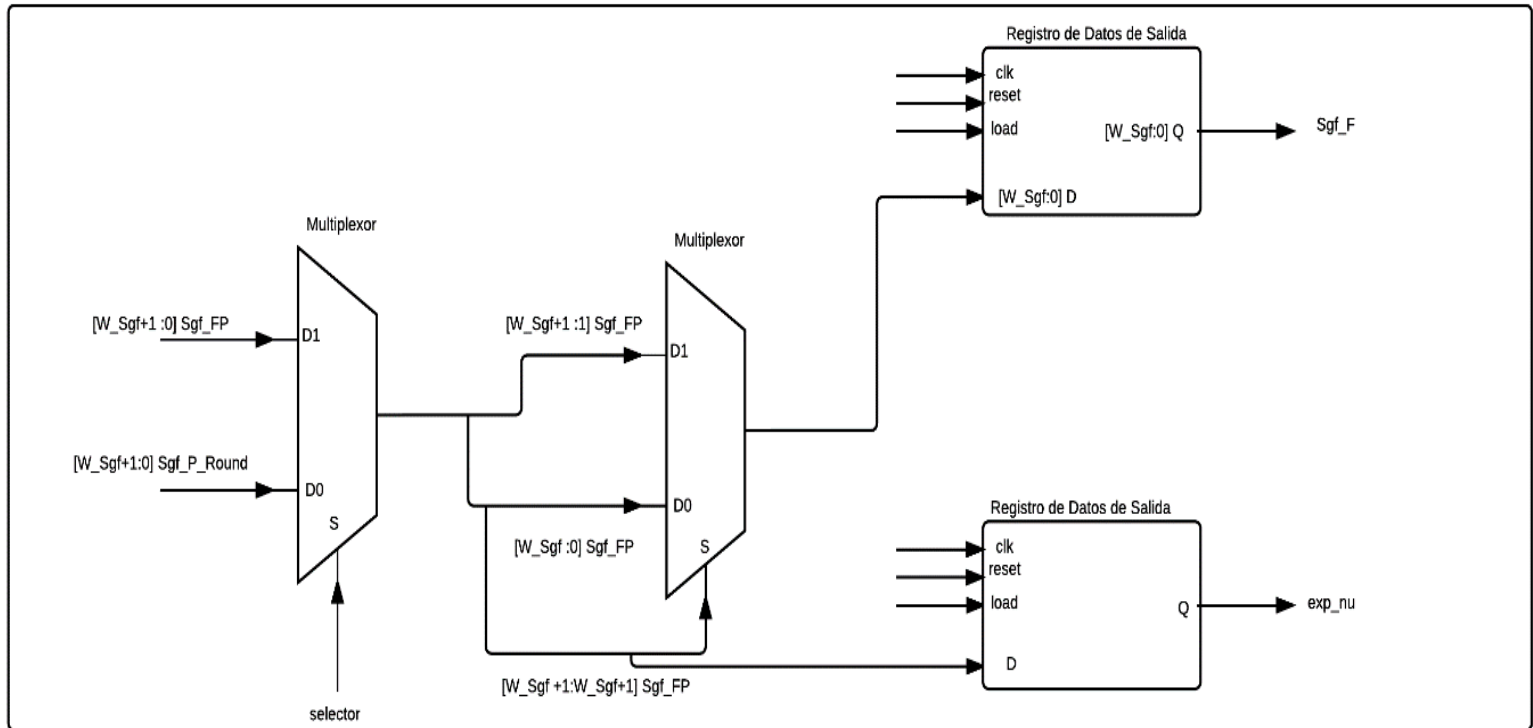 Registro de Datos de Salida
clk
reset
load
[W_Sgf:0] Q
Sgf_F
[W_Sgf:0] D
Multiplexor
[W_Sgf+1 :0] Sgf_FP
D1
[W_Sgf+1:0] Sgf_P_Round
D0
S
selector
Multiplexor
[W_Sgf+1 :1] Sgf_FP
D1
D0
[W_Sgf :0] Sgf_FP
S
[W_Sgf +1:W_Sgf+1] Sgf_FP
Registro de Datos de Salida
clk
reset
load
Q
exp_nu
D